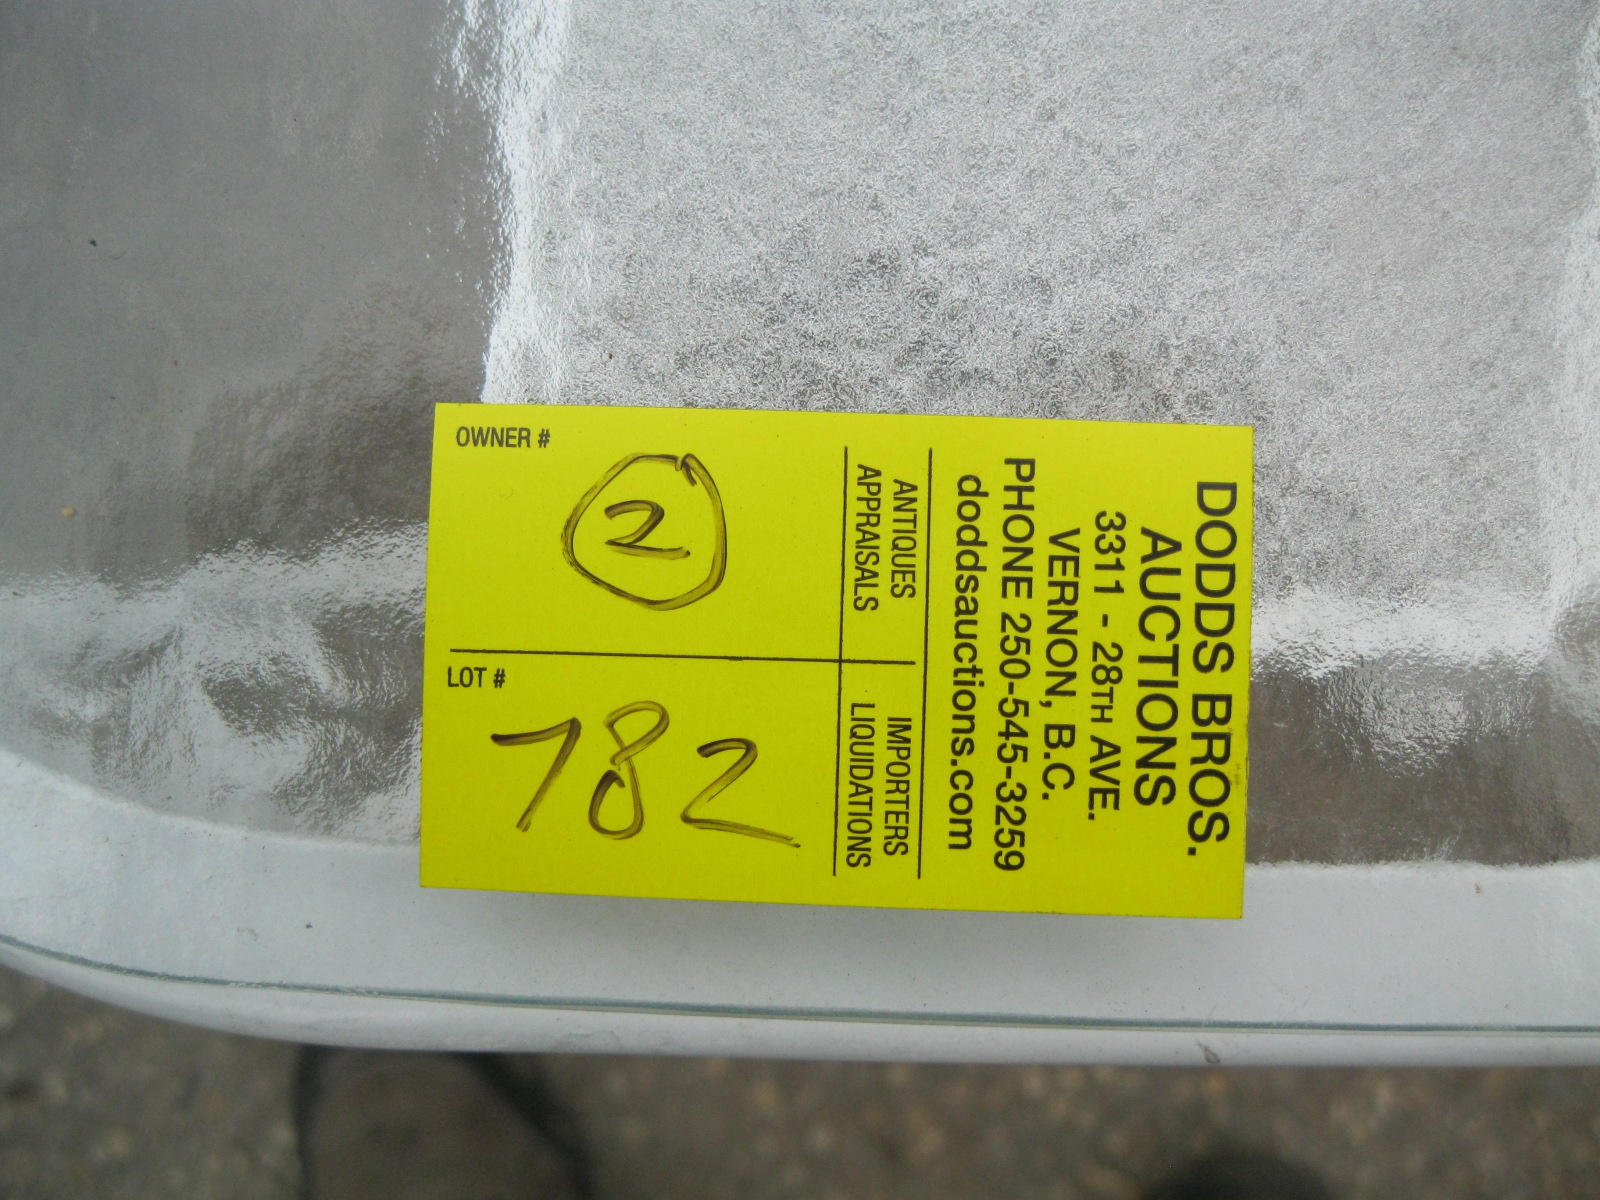 DODDS BROS.
AUCTIONS
3311 - 28TH AVE.
VERNON, B.C.
PHONE 250-545-3259
doddsauctions.com
ANTIQUES
APPRAISALS
IMPORTERS
LIQUIDATIONS
OWNER #
2
LOT #
782